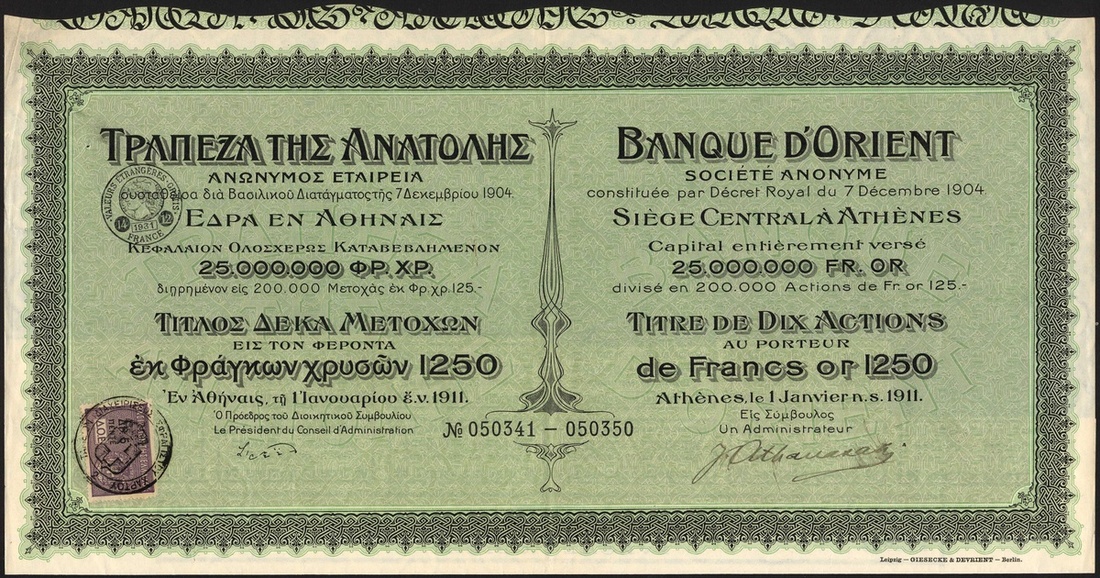 ΤΡΑΠΕΖΑ ΤΗΣ ΑΝΑΤΟΛΗΣ
ΑΝΩΝΥΜΟΣ ΕΤΑΙΡΕΙΑ
συσταθεῖσα διὰ Βασιλικοῦ Διατάγματος τῆς 7 Δεκεμβρίου 1904.
ΕΔΡΑ ΕΝ ΑΘΗΝΑΙΣ
ΚΕΦΑΛΑΙΟΝ ΟΛΟΣΧΕΡΩΣ ΚΑΤΑΒΕΒΛΗΜΕΝΟΝ
25.000.000 ΦΡ. ΧΡ.
διῃρημένον εἰς 200.000 Μετοχὰς ἐκ Φρ. χρ. 125.-
ΤΙΤΛΟΣ ΔΕΚΑ ΜΕΤΟΧΩΝ
ΕΙΣ ΤΟΝ ΦΕΡΟΝΤΑ
ἐκ Φράγκων χρυσῶν 1250
Ἐν Ἀθήναις, τῇ 1 Ἰανουαρίου ἔ.ν. 1911.
Ὁ Πρόεδρος τοῦ Διοικητικοῦ Συμβουλίου
Le Président du Conseil d'Administration
VALEURS ÉTRANGÈRES
1931
FRANCE
BANQUE D'ORIENT
SOCIÉTÉ ANONYME
constituée par Décret Royal du 7 Décembre 1904.
SIÈGE CENTRAL À ATHÈNES
Capital entièrement versé
25.000.000 FR. OR
divisé en 200.000 Actions de Fr. or 125.-
TITRE DE DIX ACTIONS
AU PORTEUR
de Francs or 1250
Athènes, le 1 Janvier n.s. 1911.
Εἷς Σύμβουλος
Un Administrateur
№ 050341 – 050350
Leipzig – GIESECKE & DEVRIENT – Berlin.